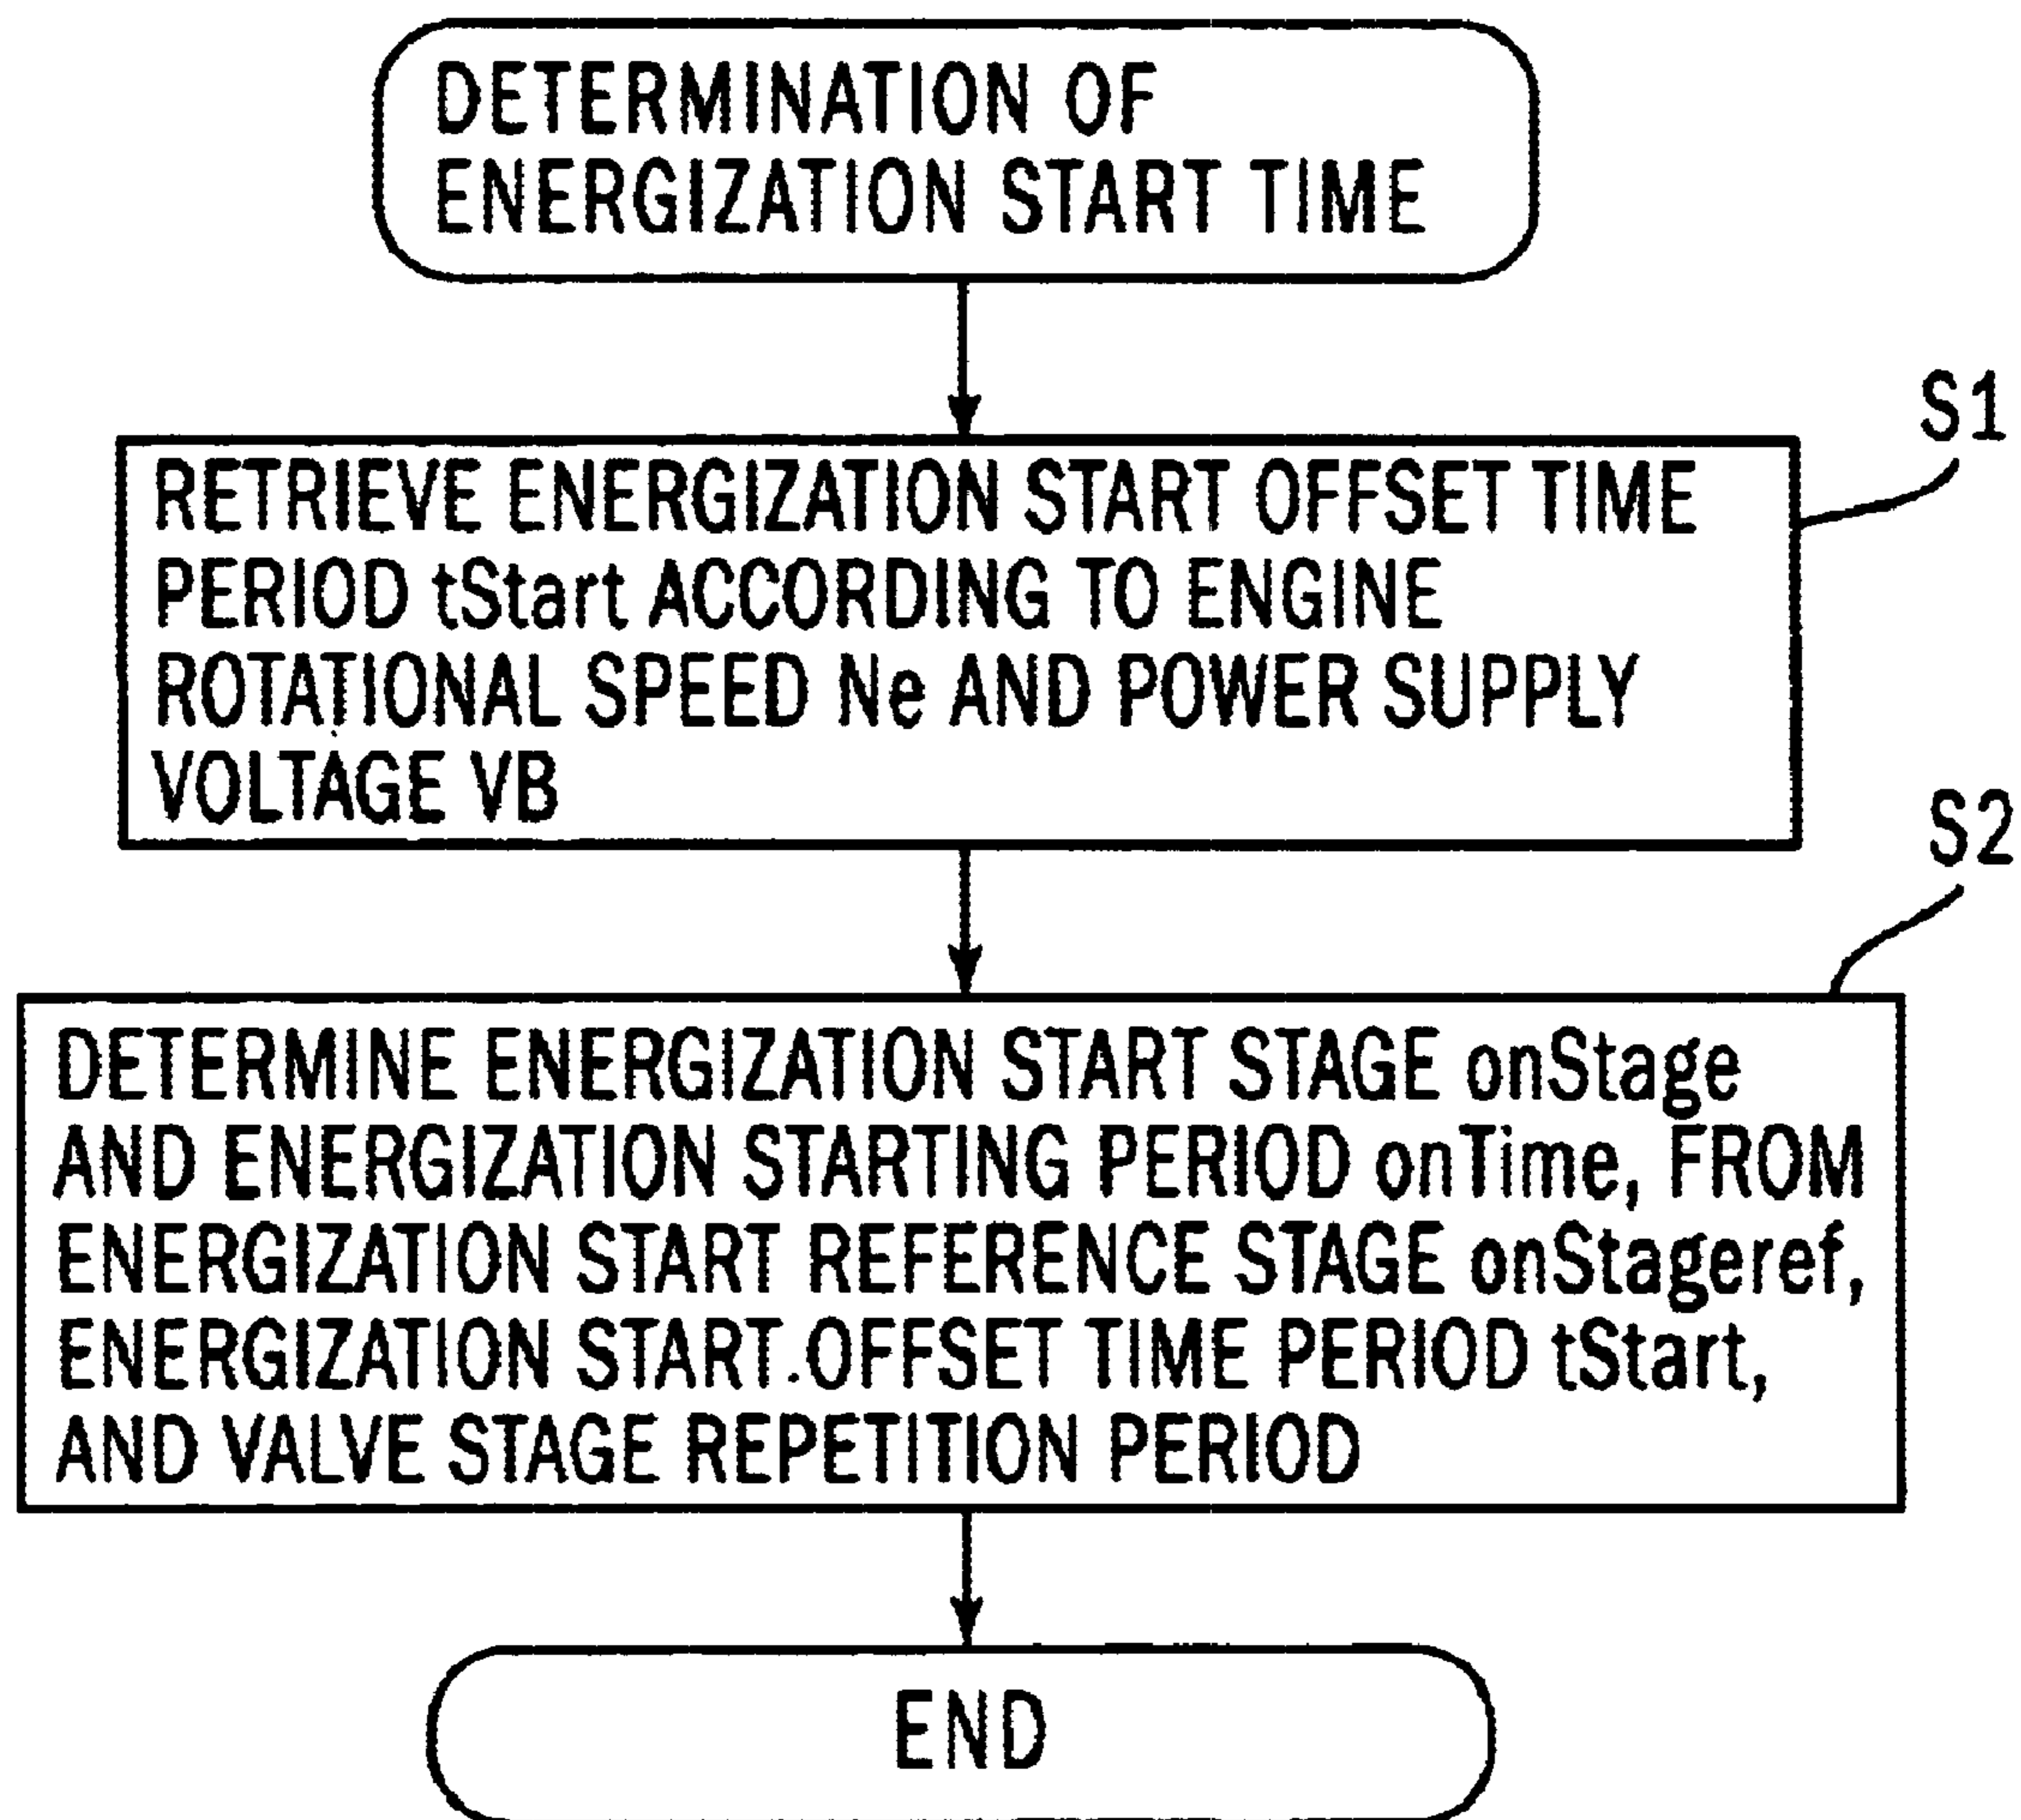 DETERMINATION OF
ENERGIZATION START TIME
S1
RETRIEVE ENERGIZATION START OFFSET TIME
PERIOD tStart ACCORDING TO ENGINE
ROTATIONAL SPEED Ne AND POWER SUPPLY
VOLTAGE VB
S2
DETERMINE ENERGIZATION START STAGE onStage
AND ENERGIZATION STARTING PERIOD onTime, FROM
ENERGIZATION START REFERENCE STAGE onStageref,
ENERGIZATION START OFFSET TIME PERIOD tStart,
AND VALVE STAGE REPETITION PERIOD
END